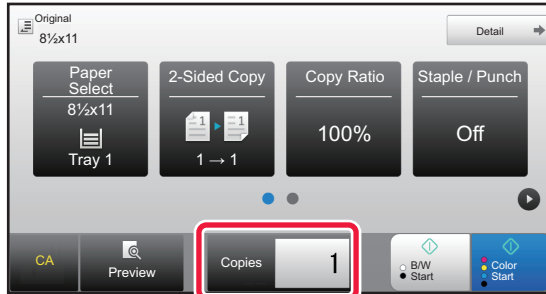 Original
8½x11
Detail
Paper
Select
8½x11
Tray 1
2-Sided Copy
1
1
1 → 1
Copy Ratio
100%
Staple / Punch
Off
CA
Preview
Copies
1
B/W
Start
Color
Start